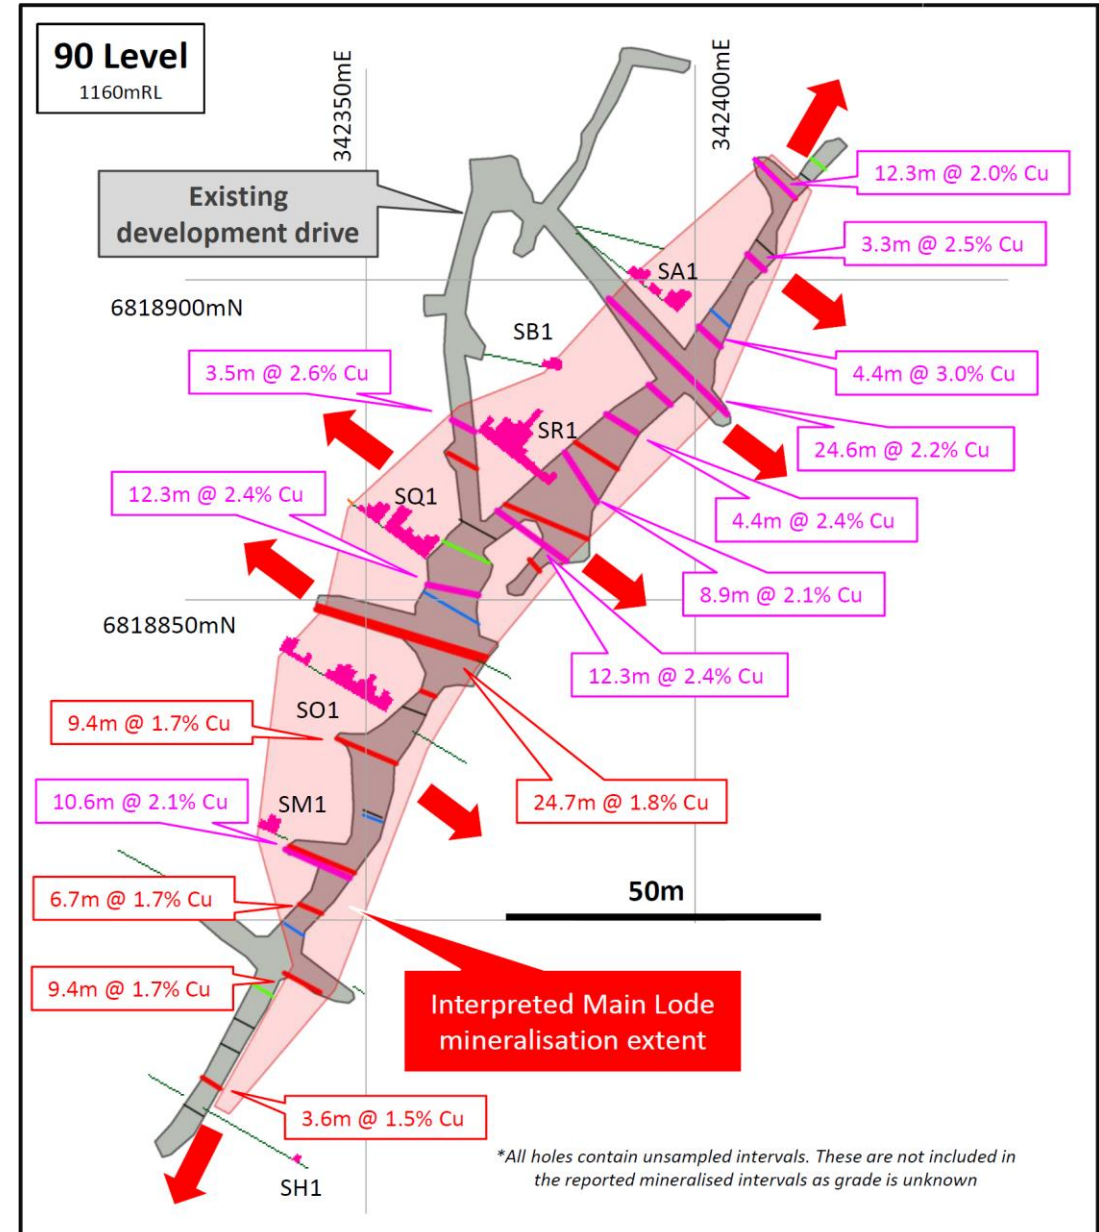 90 Level
1160mRL
342350mE
342400mE
Existing
development drive
12.3m @ 2.0% Cu
3.3m @ 2.5% Cu
SA1
6818900mN
SB1
3.5m @ 2.6% Cu
4.4m @ 3.0% Cu
SR1
24.6m @ 2.2% Cu
12.3m @ 2.4% Cu
SQ1
4.4m @ 2.4% Cu
8.9m @ 2.1% Cu
6818850mN
12.3m @ 2.4% Cu
SO1
9.4m @ 1.7% Cu
10.6m @ 2.1% Cu
SM1
24.7m @ 1.8% Cu
6.7m @ 1.7% Cu
50m
9.4m @ 1.7% Cu
Interpreted Main Lode
mineralisation extent
3.6m @ 1.5% Cu
*All holes contain unsampled intervals. These are not included in
the reported mineralised intervals as grade is unknown
SH1